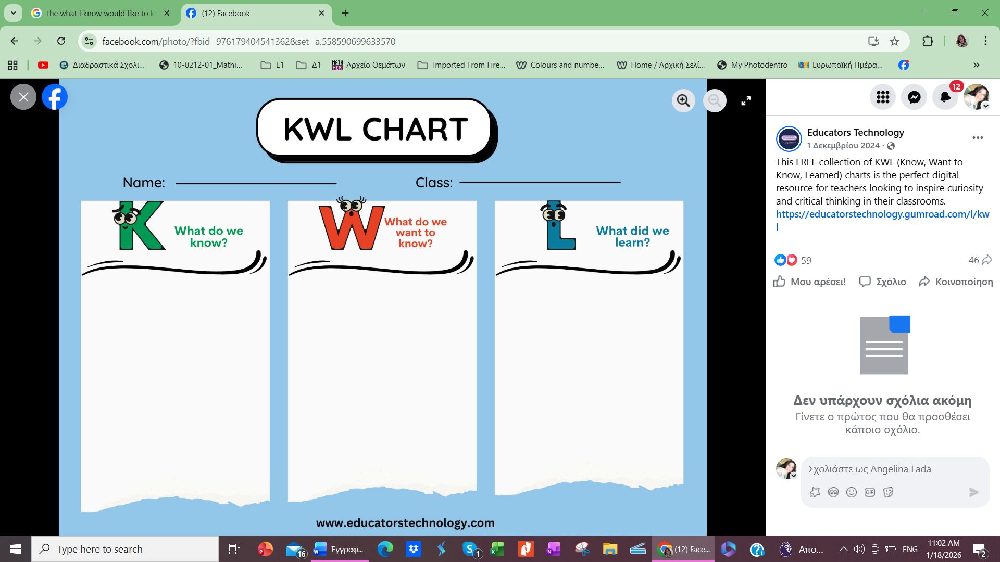 the what I know would like to k
(12) Facebook
facebook.com/photo/?fbid=976179404541362&set=a.558590699633570
Διαδραστικά Σχολι...
10-0212-01_Mathi...
E1
Δ1
MATH HER
Αρχείο Θεμάτων
Imported From Fire...
Colours and numbe...
Home / Αρχική Σελί...
My Photodentro
Ευρωπαϊκή Ημέρα...
KWL CHART
Name:
Class:
K
What do we
know?
W
What do we
want to
know?
L
What did we
learn?
www.educatorstechnology.com
12
Educators Technology
1 Δεκεμβρίου 2024 ·
This FREE collection of KWL (Know, Want to
Know, Learned) charts is the perfect digital
resource for teachers looking to inspire curiosity
and critical thinking in their classrooms.
https://educatorstechnology.gumroad.com/l/kw
l
59
46
Μου αρέσει!
Σχόλιο
Κοινοποίηση
Δεν υπάρχουν σχόλια ακόμη
Γίνετε ο πρώτος που θα προσθέσει
κάποιο σχόλιο.
Σχολιάστε ως Angelina Lada
GIF
Type here to search
16
Έγγραφ...
1
(12) Face...
Απο...
ENG
11:02 AM
1/18/2026
2